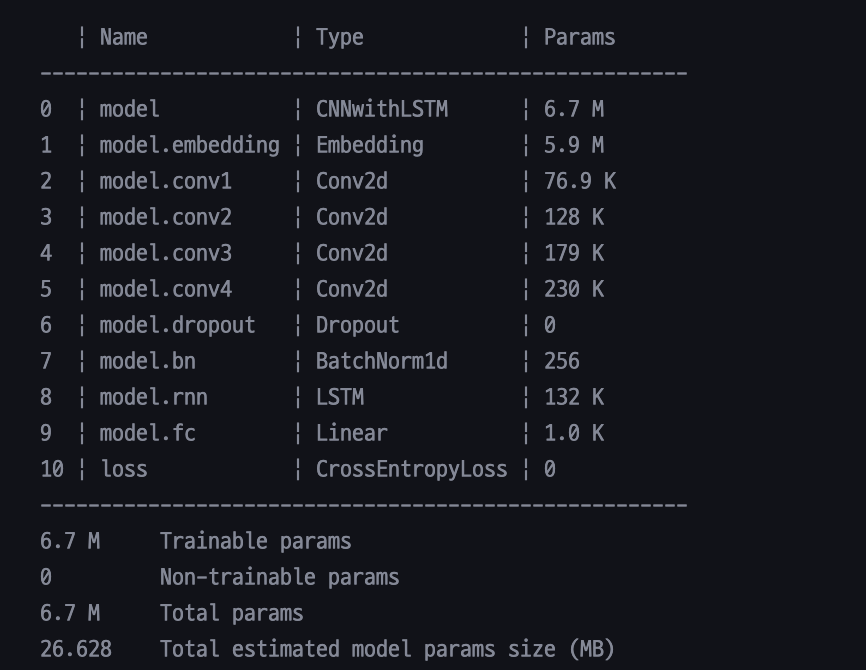 ¦ Name ¦ Type ¦ Params
------------------------------------------------------
0 ¦ model ¦ CNNwithLSTM ¦ 6.7 M
1 ¦ model.embedding ¦ Embedding ¦ 5.9 M
2 ¦ model.conv1 ¦ Conv2d ¦ 76.9 K
3 ¦ model.conv2 ¦ Conv2d ¦ 128 K
4 ¦ model.conv3 ¦ Conv2d ¦ 179 K
5 ¦ model.conv4 ¦ Conv2d ¦ 230 K
6 ¦ model.dropout ¦ Dropout ¦ 0
7 ¦ model.bn ¦ BatchNorm1d ¦ 256
8 ¦ model.rnn ¦ LSTM ¦ 132 K
9 ¦ model.fc ¦ Linear ¦ 1.0 K
10 ¦ loss ¦ CrossEntropyLoss ¦ 0
------------------------------------------------------
6.7 M Trainable params
0 Non-trainable params
6.7 M Total params
26.628 Total estimated model params size (MB)